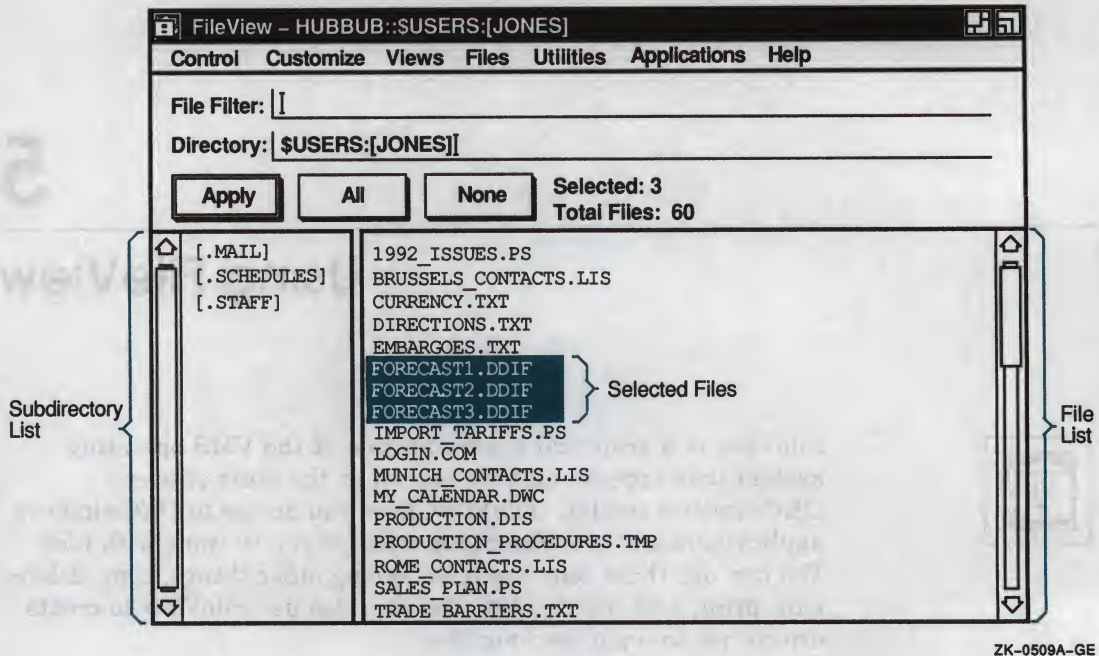 FileView – HUBBUB::$USERS:[JONES]
Control Customize Views Files Utilities Applications Help
File Filter:
Directory: $USERS:[JONES]
Apply All None Selected: 3
Total Files: 60
[.MAIL]
[.SCHEDULES]
[.STAFF]
1992_ISSUES.PS
BRUSSELS_CONTACTS.LIS
CURRENCY.TXT
DIRECTIONS.TXT
EMBARGOES.TXT
FORECAST1.DDIF
FORECAST2.DDIF
FORECAST3.DDIF
Selected Files
IMPORT_TARIFFS.PS
LOGIN.COM
MUNICH_CONTACTS.LIS
MY_CALENDAR.DWC
PRODUCTION.DIS
PRODUCTION_PROCEDURES.TMP
ROME_CONTACTS.LIS
SALES_PLAN.PS
TRADE_BARRIERS.TXT
Subdirectory
List
File
List
ZK–0509A–GE